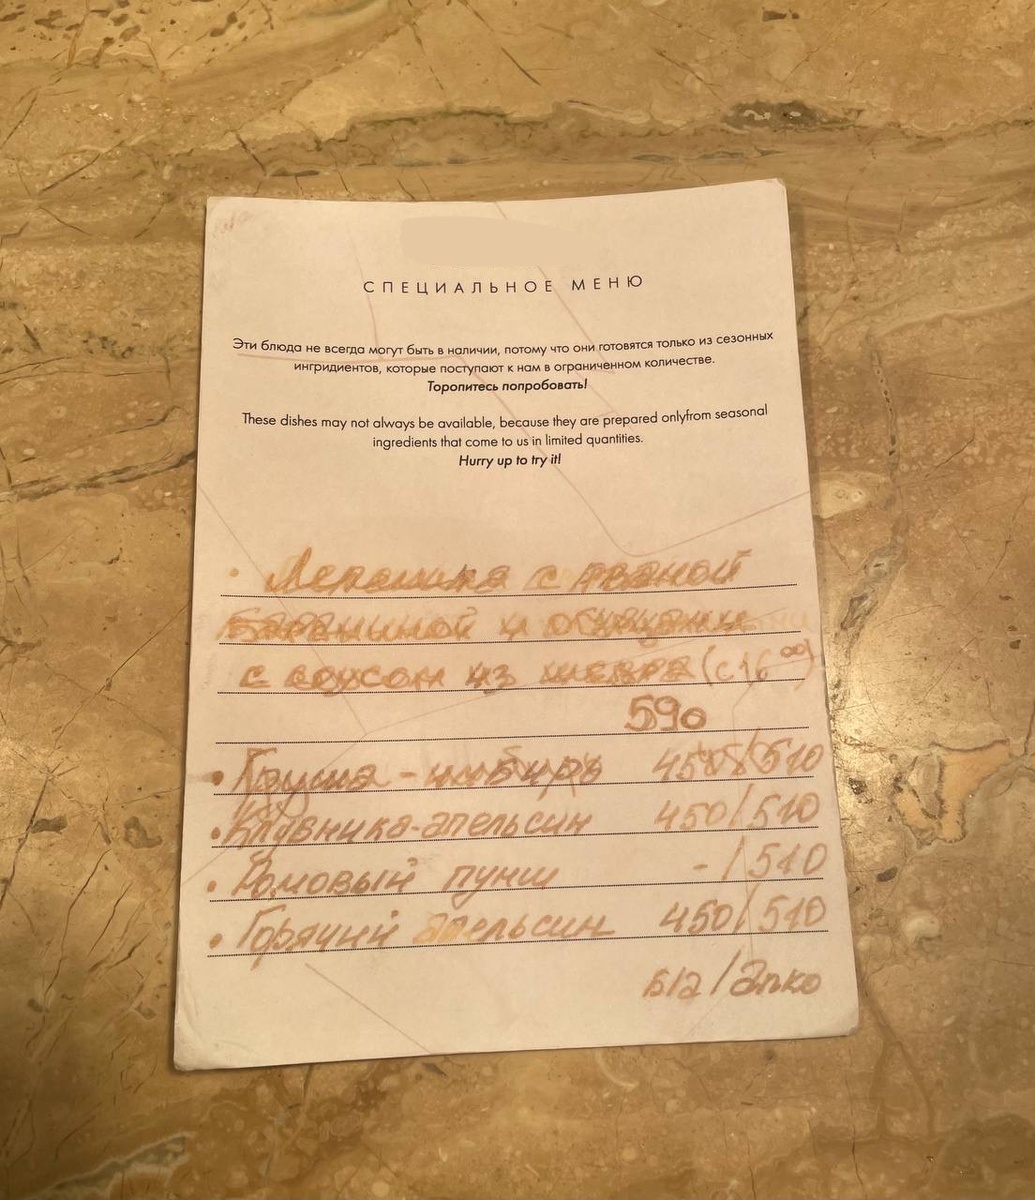 СПЕЦИАЛЬНОЕ МЕНЮ
Эти блюда не всегда могут быть в наличии, потому что они готовятся только из сезонных
ингридиентов, которые поступают к нам в ограниченном количестве.
Торопитесь попробовать!
These dishes may not always be available, because they are prepared onlyfrom seasonal
ingredients that come to us in limited quantities.
Hurry up to try it!
• Лепешка с рваной
бараниной и овощами
с соусом из шевра (с 16⁰⁰)
590
• Груша - имбирь 450/510
• Клубника-апельсин 450/510
• Ромовый пунш - /510
• Горячий апельсин 450/510
Б/а /Алко